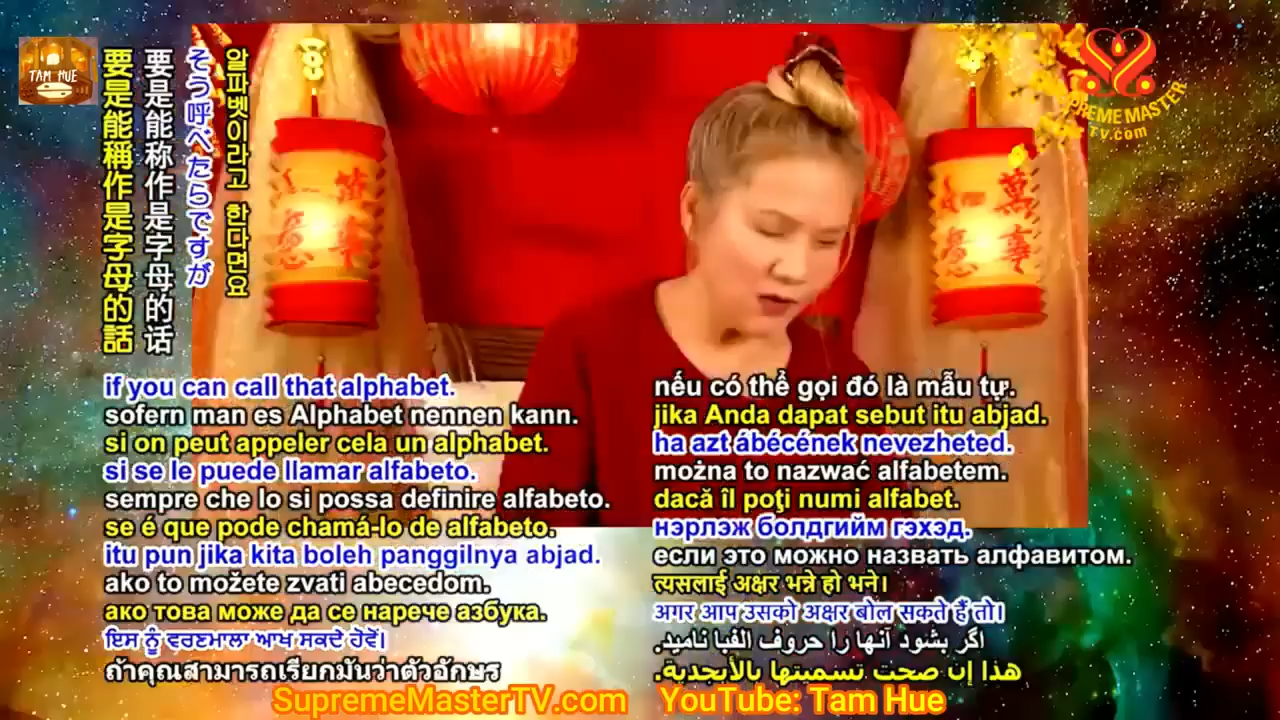 TAM HUE
要是能稱作是字母的話
要是能称作是字母的话
そう呼べたらですが
알파벳이라고 한다면요
萬事
如意
萬事
如意
SUPREME MASTER
TV.com
if you can call that alphabet.
sofern man es Alphabet nennen kann.
si on peut appeler cela un alphabet.
si se le puede llamar alfabeto.
sempre che lo si possa definire alfabeto.
se é que pode chamá-lo de alfabeto.
itu pun jika kita boleh panggilnya abjad.
ako to možete zvati abecedom.
ако това може да се нарече азбука.
ਇਸ ਨੂੰ ਵਰਣਮਾਲਾ ਆਖ ਸਕਦੇ ਹੋਵੋਂ।
ถ้าคุณสามารถเรียกมันว่าตัวอักษร
nếu có thể gọi đó là mẫu tự.
jika Anda dapat sebut itu abjad.
ha azt ábécének nevezheted.
można to nazwać alfabetem.
dacă îl poţi numi alfabet.
нэрлэж болдгийм гэхэд.
если это можно назвать алфавитом.
त्यसलाई अक्षर भन्ने हो भने।
अगर आप उसको अक्षर बोल सकते हैं तो।
اگر بشود آنها را حروف الفبا نامید.
هذا إن صحت تسميتها بالأبجدية.
SupremeMasterTV.com
YouTube: Tam Hue